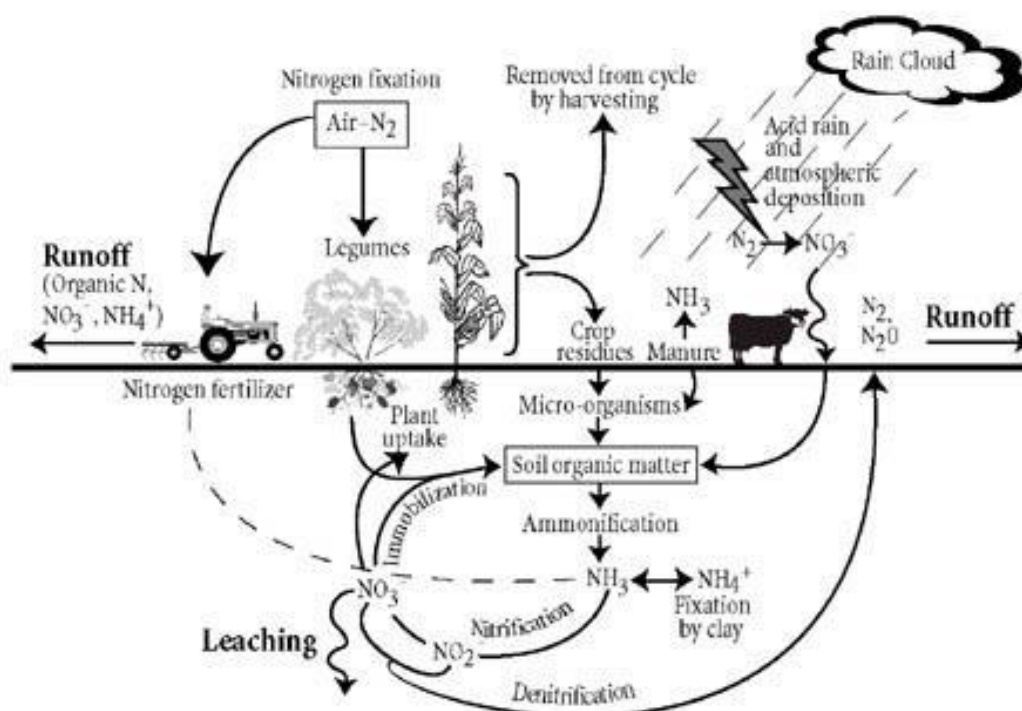 Rain Cloud
Nitrogen fixation
Air–N₂
Removed from cycle
by harvesting
Acid rain
and
atmospheric
deposition
N₂
NO₃⁻
Legumes
Runoff
(Organic N,
NO₃⁻, NH₄⁺)
NH₃
N₂,
N₂O
Runoff
Crop
residues
Manure
Nitrogen fertilizer
Plant
uptake
Micro-organisms
Soil organic matter
Immobilization
Ammonification
NO₃
NH₃
NH₄⁺
Fixation
by clay
Nitrification
NO₂
Leaching
Denitrification